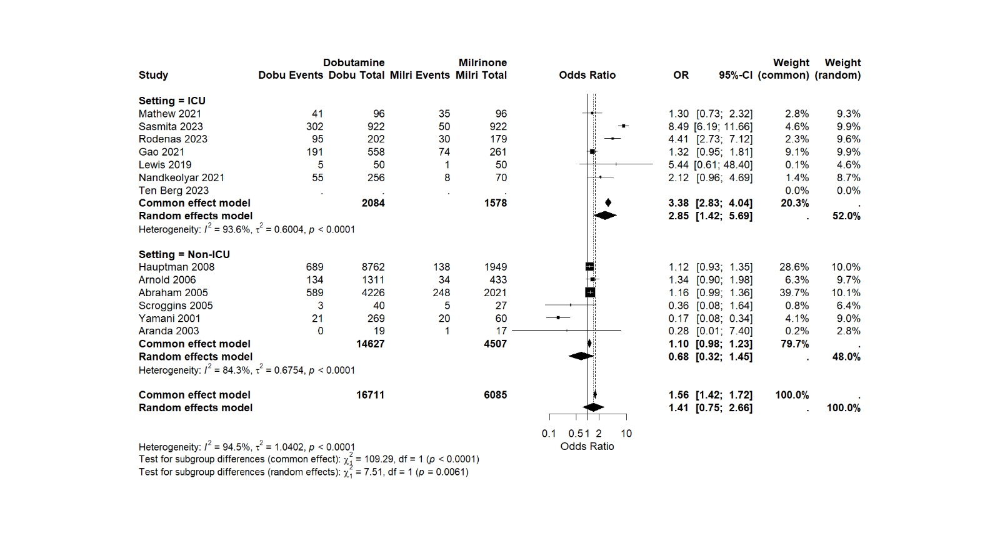 Dobutamine Milrinone Weight Weight
Study Dobu Events Dobu Total Milri Events Milri Total Odds Ratio OR 95%-CI (common) (random)
Setting = ICU
Mathew 2021 41 96 35 96 1.30 [0.73; 2.32] 2.8% 9.3%
Sasmita 2023 302 922 50 922 8.49 [6.19; 11.66] 4.6% 9.9%
Rodenas 2023 95 202 30 179 4.41 [2.73; 7.12] 2.3% 9.6%
Gao 2021 191 558 74 261 1.32 [0.95; 1.81] 9.1% 9.9%
Lewis 2019 5 50 1 50 5.44 [0.61; 48.40] 0.1% 4.6%
Nandkeolyar 2021 55 256 8 70 2.12 [0.96; 4.69] 1.4% 8.7%
Ten Berg 2023 . . . . 0.0% 0.0%
Common effect model 2084 1578 3.38 [2.83; 4.04] 20.3% .
Random effects model 2.85 [1.42; 5.69] . 52.0%
Heterogeneity: I² = 93.6%, τ² = 0.6004, p < 0.0001
Setting = Non-ICU
Hauptman 2008 689 8762 138 1949 1.12 [0.93; 1.35] 28.6% 10.0%
Arnold 2006 134 1311 34 433 1.34 [0.90; 1.98] 6.3% 9.7%
Abraham 2005 589 4226 248 2021 1.16 [0.99; 1.36] 39.7% 10.1%
Scroggins 2005 3 40 5 27 0.36 [0.08; 1.64] 0.8% 6.4%
Yamani 2001 21 269 20 60 0.17 [0.08; 0.34] 4.1% 9.0%
Aranda 2003 0 19 1 17 0.28 [0.01; 7.40] 0.2% 2.8%
Common effect model 14627 4507 1.10 [0.98; 1.23] 79.7% .
Random effects model 0.68 [0.32; 1.45] . 48.0%
Heterogeneity: I² = 84.3%, τ² = 0.6754, p < 0.0001
Common effect model 16711 6085 1.56 [1.42; 1.72] 100.0% .
Random effects model 1.41 [0.75; 2.66] . 100.0%
0.1 0.5 1 2 10
Odds Ratio
Heterogeneity: I² = 94.5%, τ² = 1.0402, p < 0.0001
Test for subgroup differences (common effect): χ²₁ = 109.29, df = 1 (p < 0.0001)
Test for subgroup differences (random effects): χ²₁ = 7.51, df = 1 (p = 0.0061)